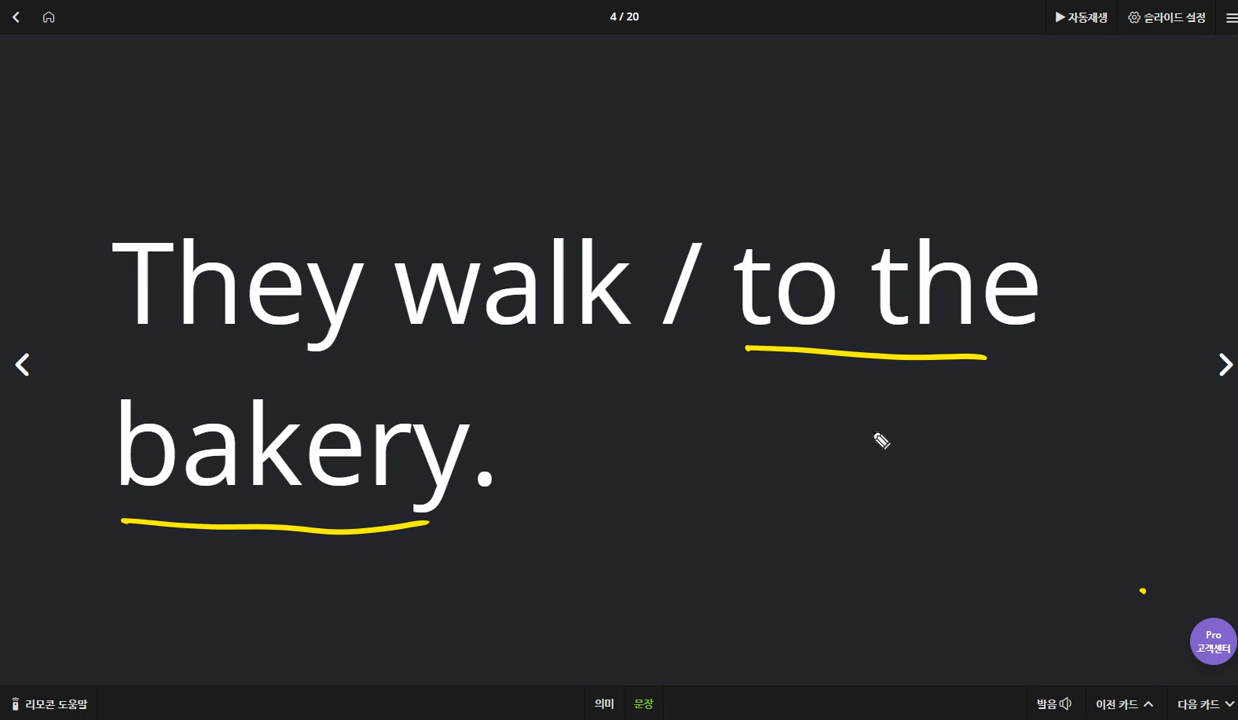 4 / 20
자동재생
슬라이드 설정
They walk / to the
bakery.
Pro
고객센터
리모콘 도움말
의미
문장
발음
이전 카드
다음 카드